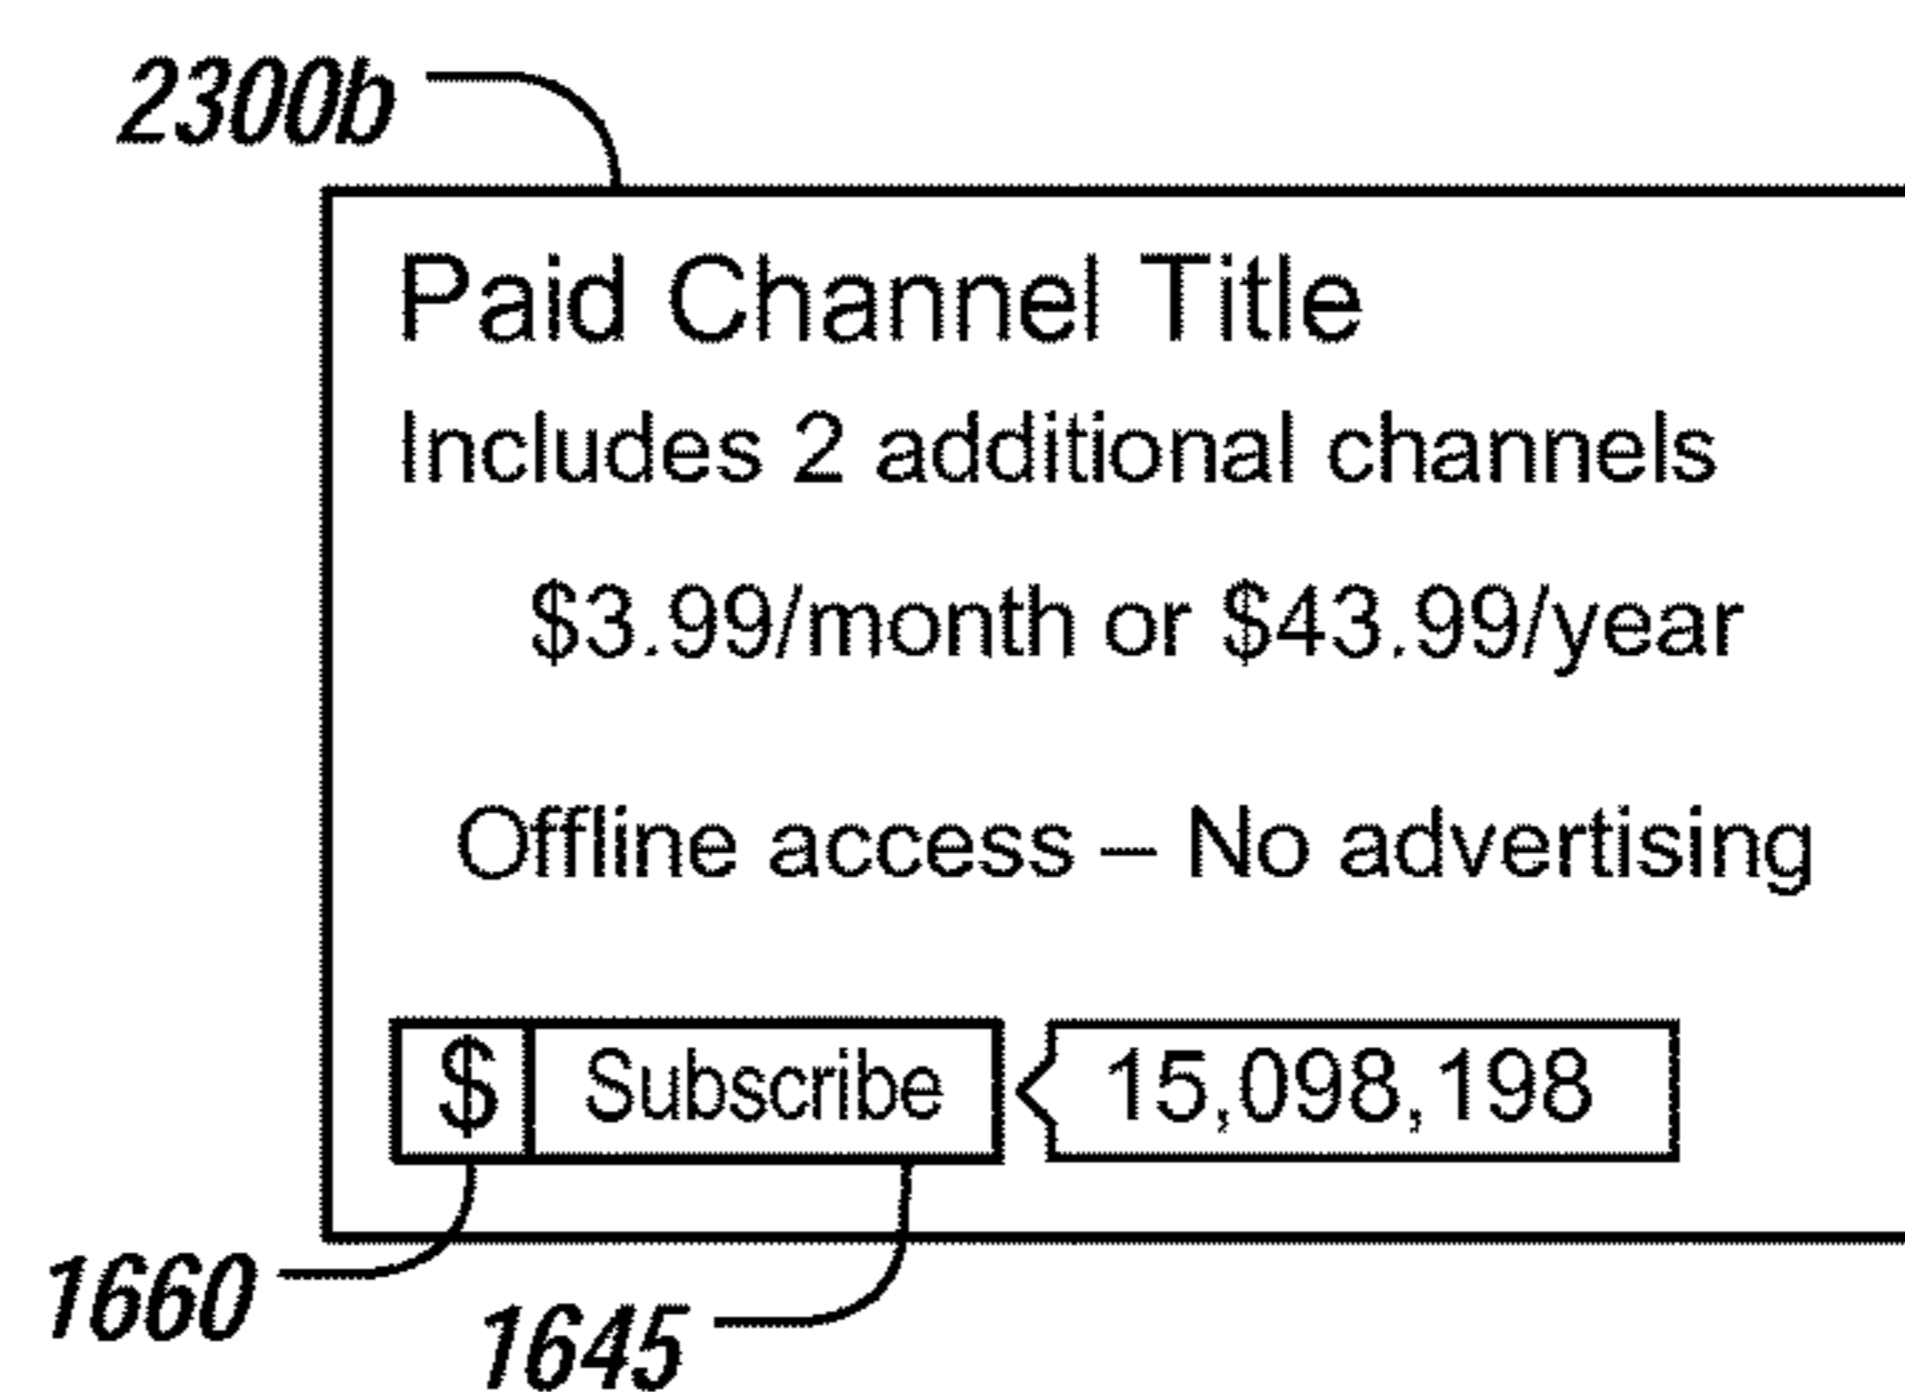 2300b
Paid Channel Title
Includes 2 additional channels
$3.99/month or $43.99/year
Offline access – No advertising
$ Subscribe 15,098,198
1660
1645